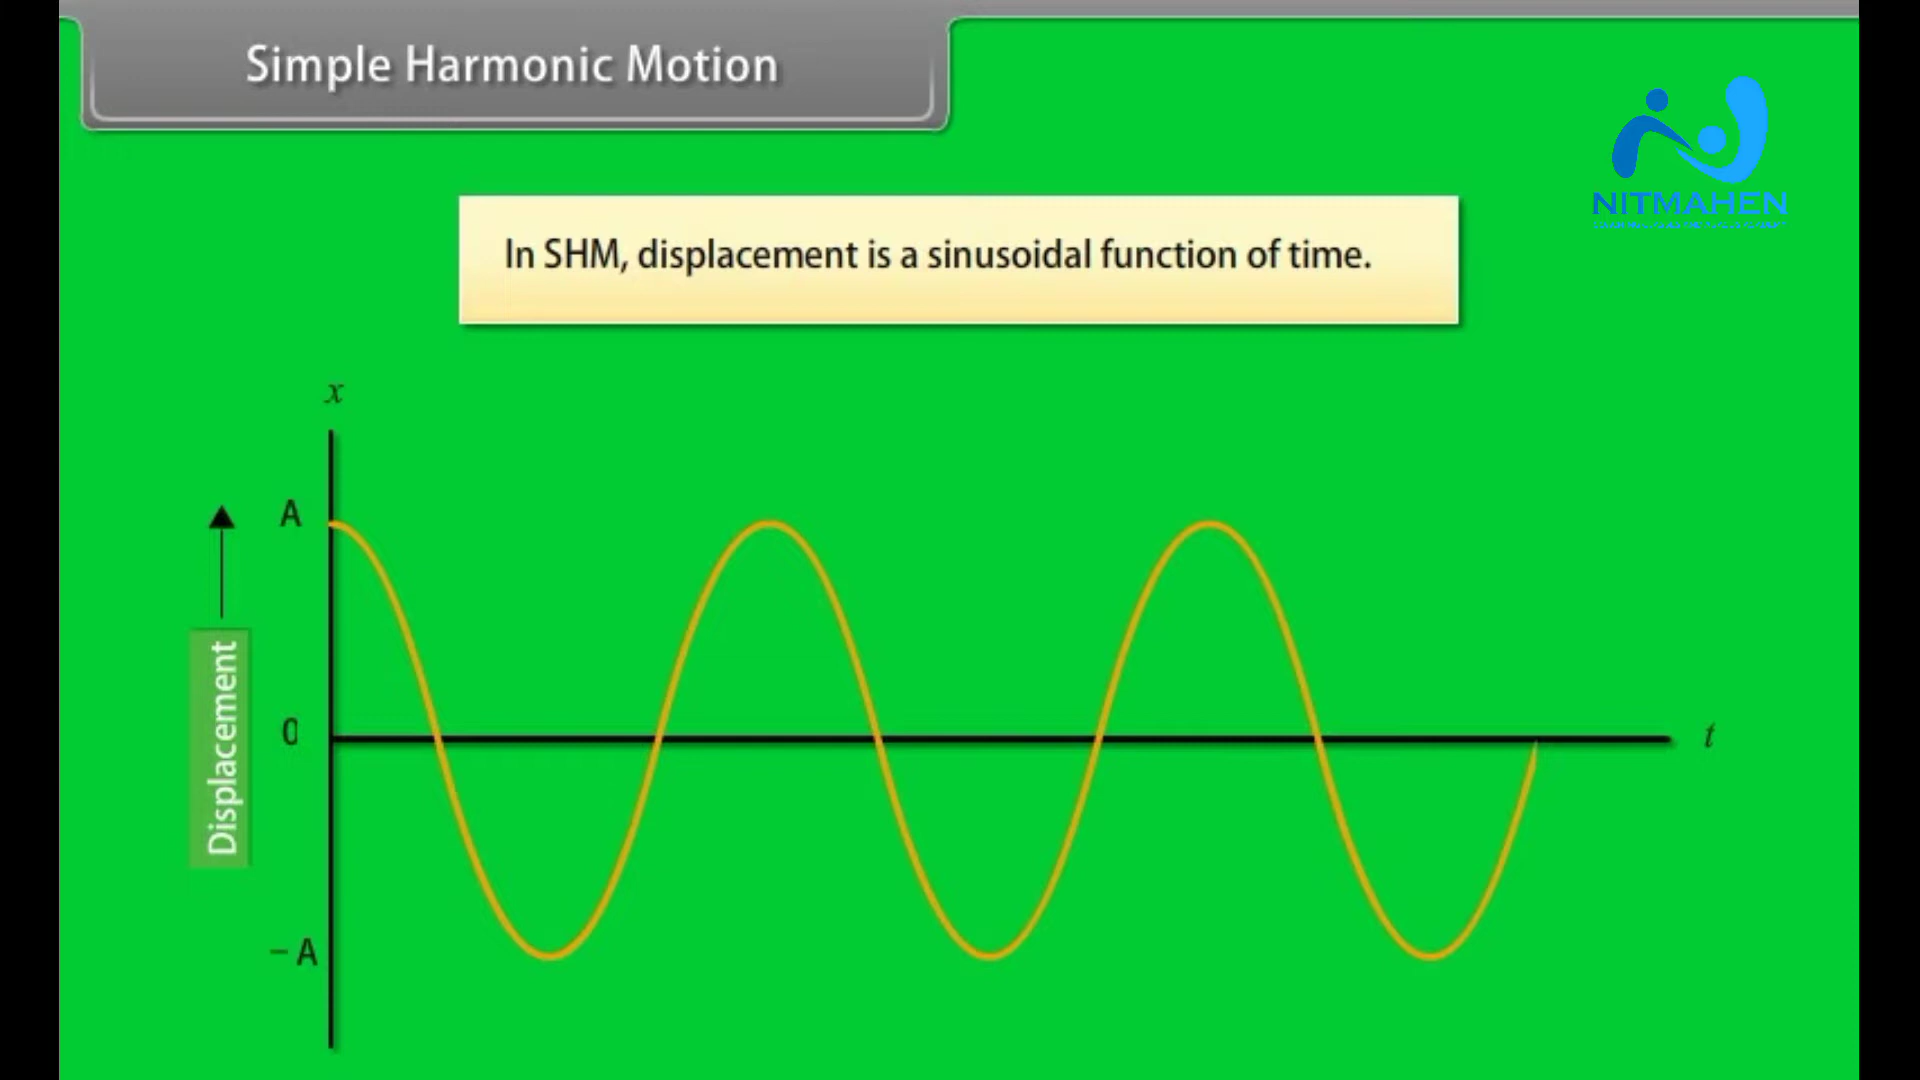 Simple Harmonic Motion
NITMAHEN
In SHM, displacement is a sinusoidal function of time.
x
A
Displacement
0
t
– A